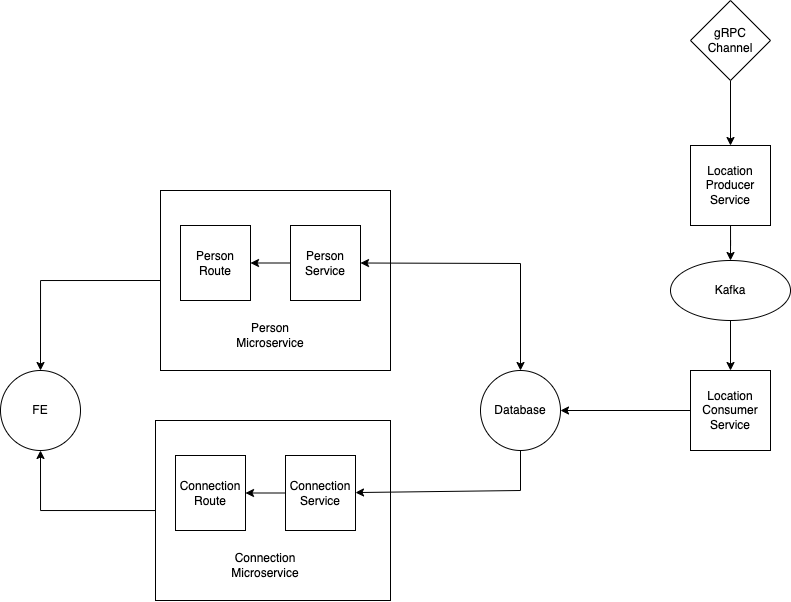 gRPC
Channel
Location
Producer
Service
Person
Route
Person
Service
Kafka
Person
Microservice
FE
Database
Location
Consumer
Service
Connection
Route
Connection
Service
Connection
Microservice